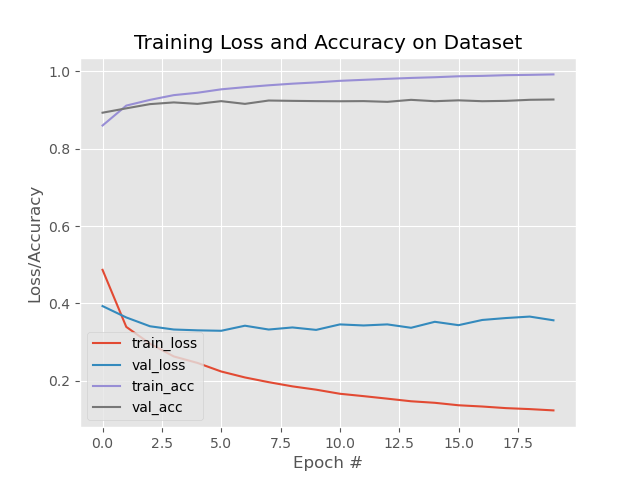 Training Loss and Accuracy on Dataset
Loss/Accuracy
1.0
0.8
0.6
0.4
0.2
train_loss
val_loss
train_acc
val_acc
0.0 2.5 5.0 7.5 10.0 12.5 15.0 17.5
Epoch #